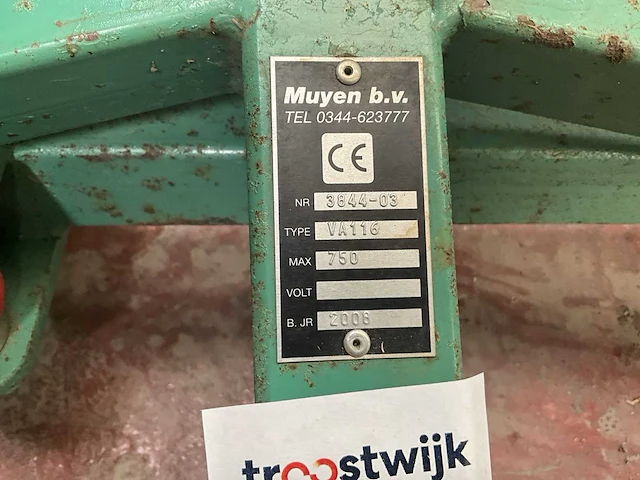 Muyen b.v.
TEL 0344-623777
CE
NR 3844-03
TYPE VA116
MAX 750
VOLT
B. JR 2008
troostwijk